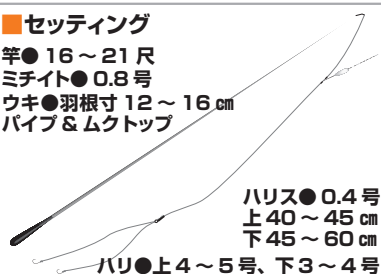 ■セッティング
竿●16～21尺
ミチイト●0.8号
ウキ●羽根寸12～16㎝
パイプ&ムクトップ
ハリス●0.4号
上40～45㎝
下45～60㎝
ハリ●上4～5号、下3～4号